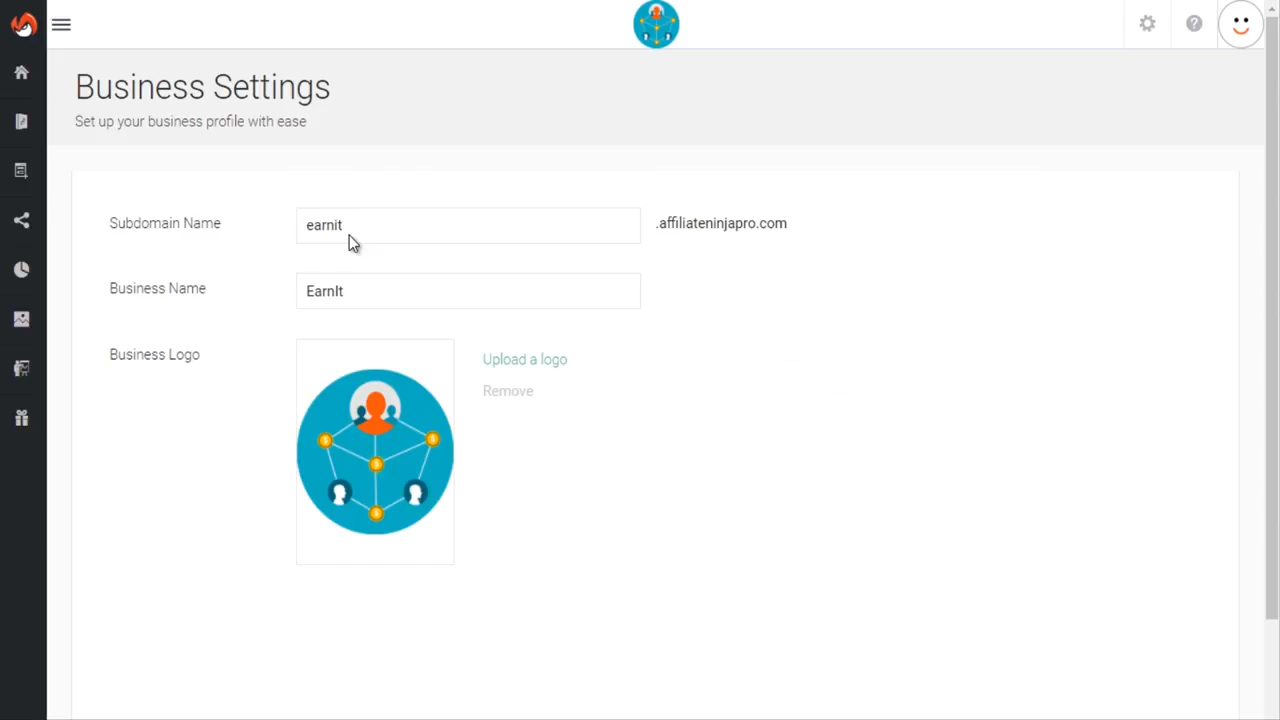 Business Settings
Set up your business profile with ease
Subdomain Name
earnit
.affiliateninjapro.com
Business Name
EarnIt
Business Logo
Upload a logo
Remove